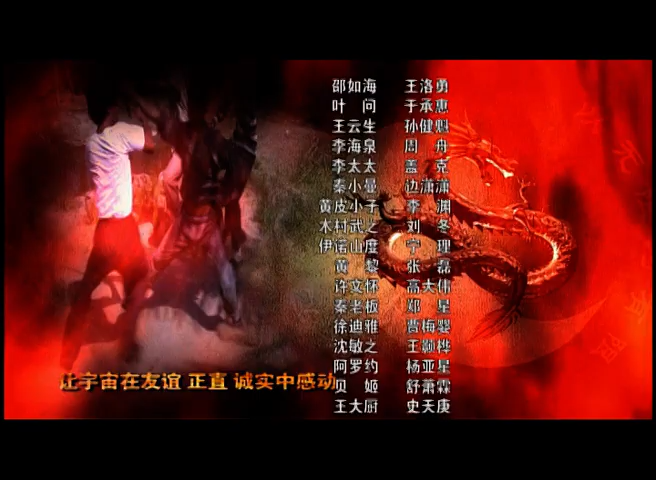 邵如海 王洛勇
叶 问 于承惠
王云生 孙健魁
李海泉 周 舟
李太太 盖 克
秦小曼 边潇潇
黄皮小子 李 渊
木村武之 刘 冬
伊诺山度 宁 理
黄 黎 张 磊
许文怀 高大伟
秦老板 郑 星
徐迪雅 曹梅婴
沈敏之 王颖桦
阿罗约 杨亚星
贝 姬 舒萧霖
王大厨 史天庚
让宇宙在友谊 正直 诚实中感动